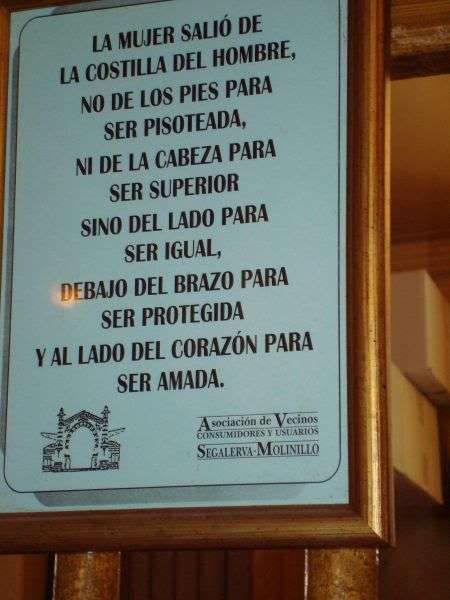 LA MUJER SALIÓ DE
LA COSTILLA DEL HOMBRE,
NO DE LOS PIES PARA
SER PISOTEADA,
NI DE LA CABEZA PARA
SER SUPERIOR
SINO DEL LADO PARA
SER IGUAL,
DEBAJO DEL BRAZO PARA
SER PROTEGIDA
Y AL LADO DEL CORAZÓN PARA
SER AMADA.
Asociación de Vecinos
CONSUMIDORES Y USUARIOS
SEGALERVA-MOLINILLO